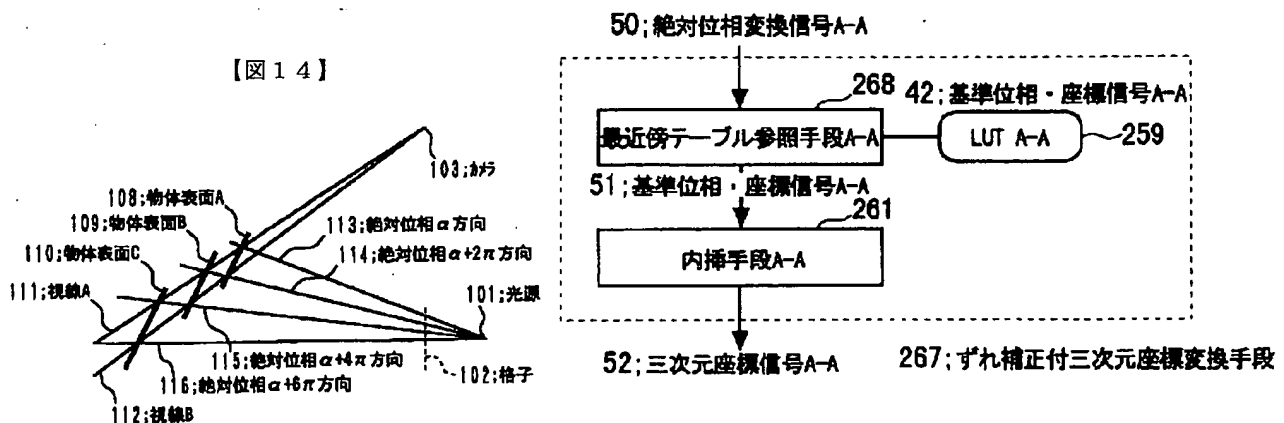 【図14】
103;カメラ
108;物体表面A
109;物体表面B
110;物体表面C
113;絶対位相α方向
114;絶対位相α+2π方向
111;視線A
101;光源
115;絶対位相α+4π方向
116;絶対位相α+6π方向
102;格子
112;視線B
50;絶対位相変換信号A-A
268
42;基準位相・座標信号A-A
最近傍テーブル参照手段A-A
LUT A-A
259
51;基準位相・座標信号A-A
261
内挿手段A-A
52;三次元座標信号A-A
267;ずれ補正付三次元座標変換手段